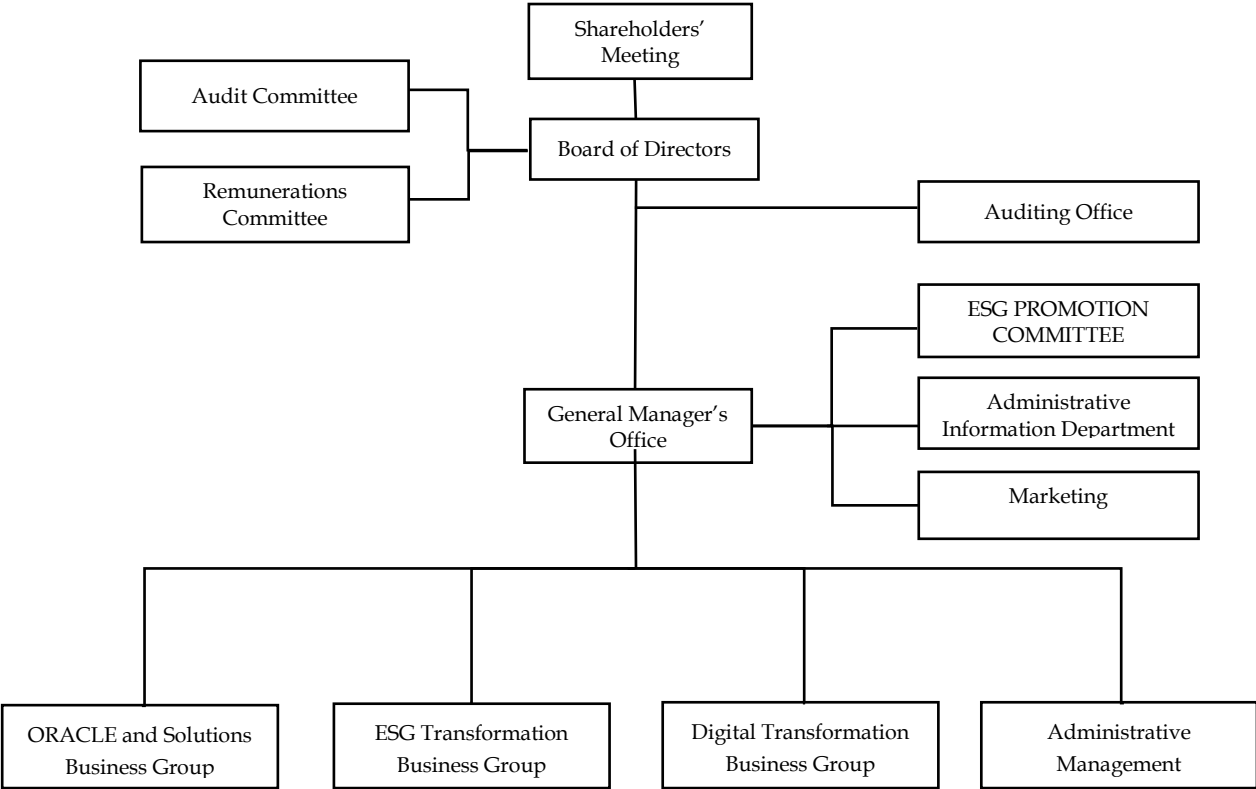 Shareholders’
Meeting
Audit Committee
Board of Directors
Remunerations
Committee
Auditing Office
ESG PROMOTION
COMMITTEE
General Manager’s
Office
Administrative
Information Department
Marketing
ORACLE and Solutions
Business Group
ESG Transformation
Business Group
Digital Transformation
Business Group
Administrative
Management